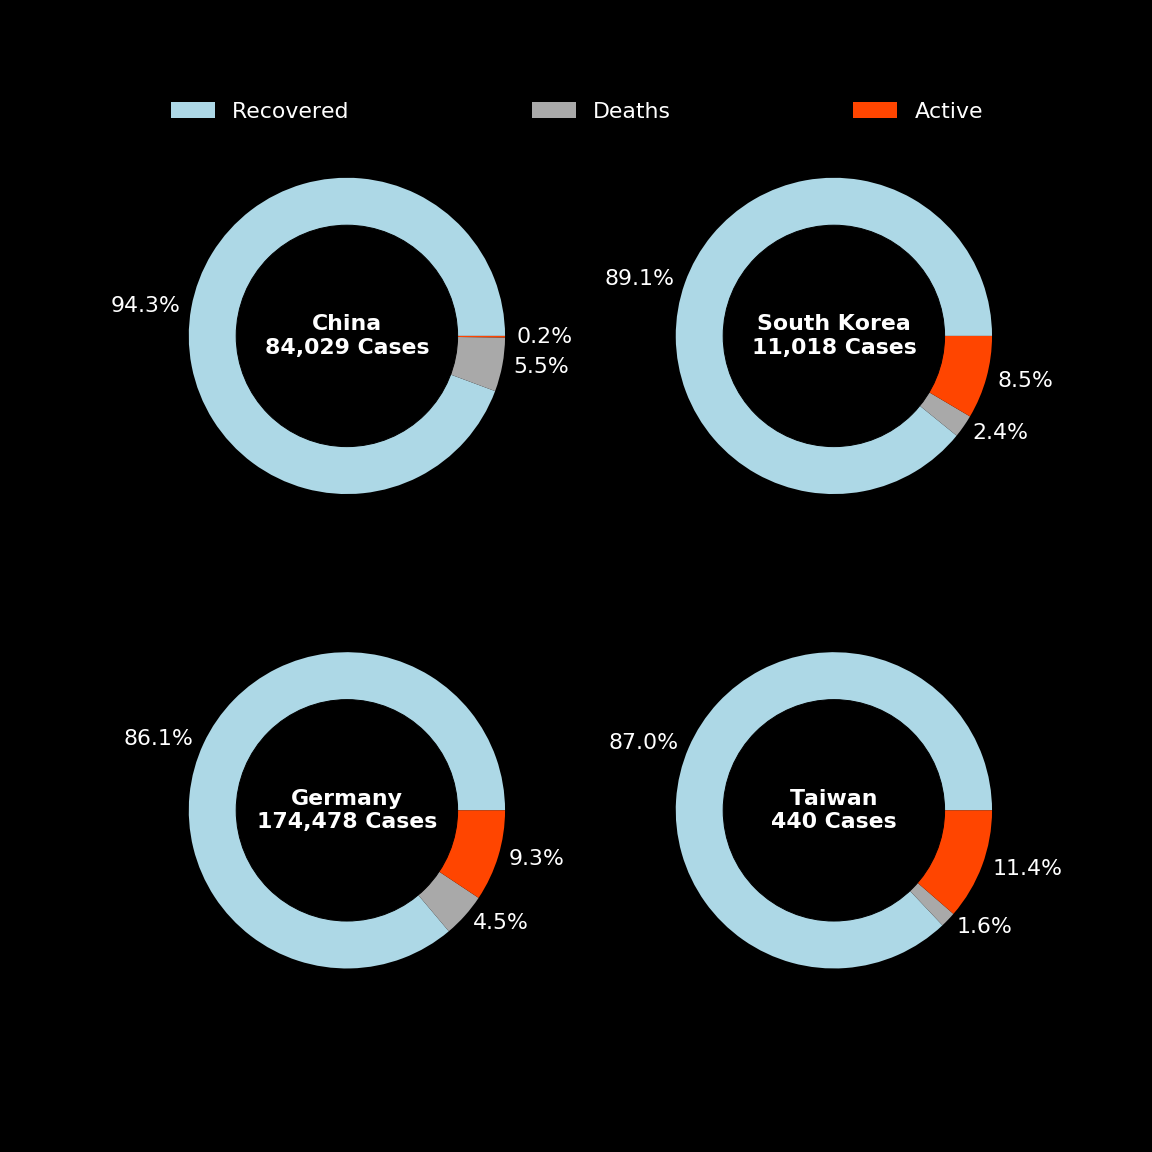 Recovered
Deaths
Active
94.3%
China
84,029 Cases
0.2%
5.5%
89.1%
South Korea
11,018 Cases
8.5%
2.4%
86.1%
Germany
174,478 Cases
9.3%
4.5%
87.0%
Taiwan
440 Cases
11.4%
1.6%